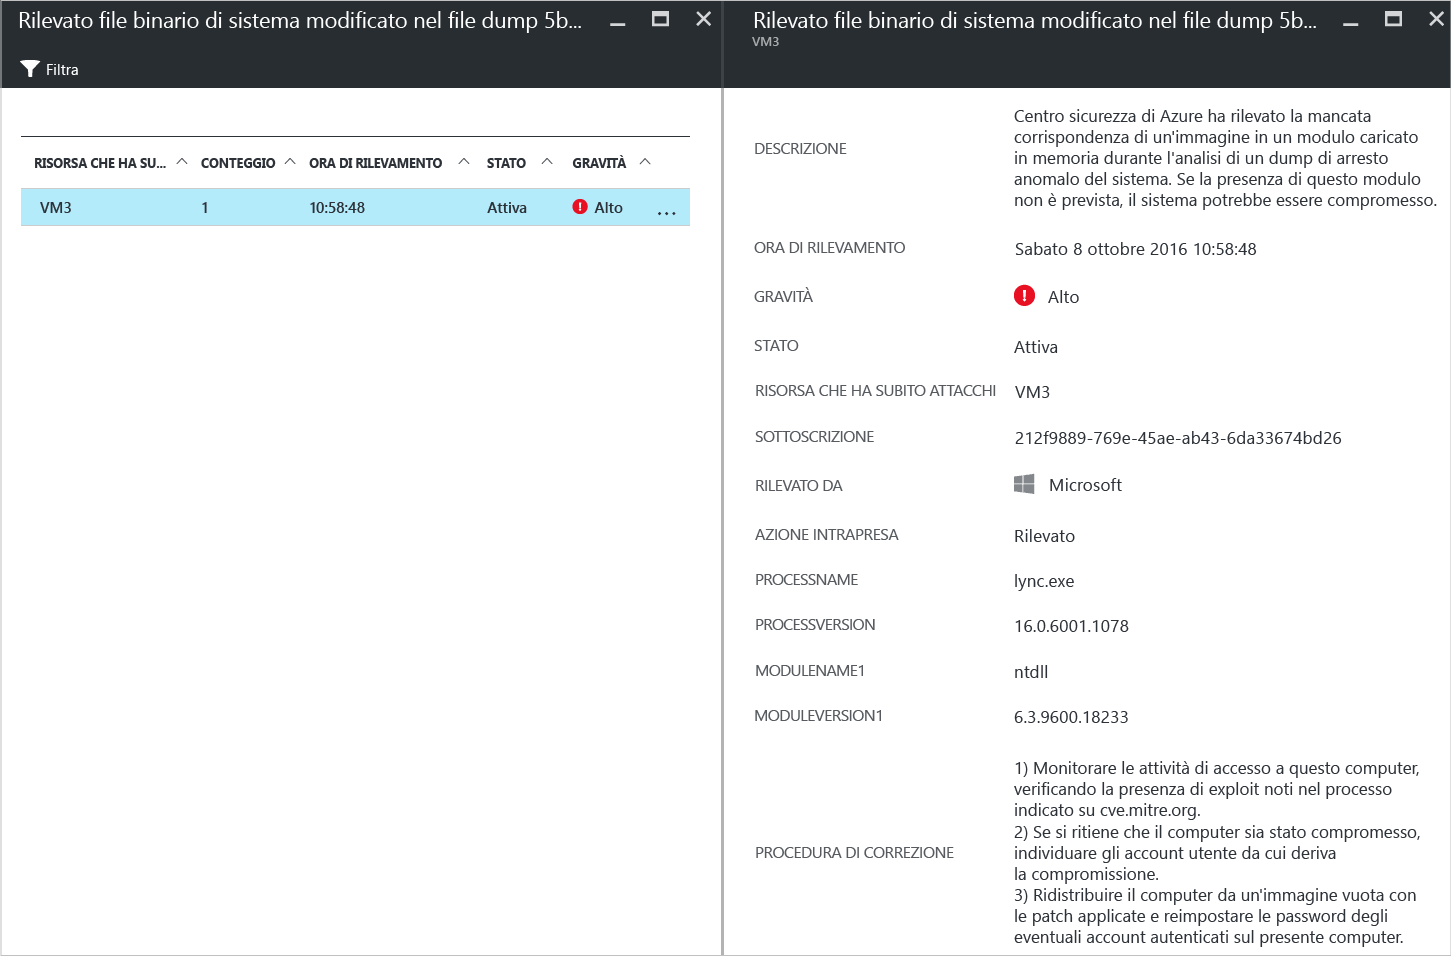 Rilevato file binario di sistema modificato nel file dump 5b...
Filtra
RISORSA CHE HA SU... CONTEGGIO ORA DI RILEVAMENTO STATO GRAVITÀ
VM3 1 10:58:48 Attiva Alto ...
Rilevato file binario di sistema modificato nel file dump 5b...
VM3
DESCRIZIONE
Centro sicurezza di Azure ha rilevato la mancata
corrispondenza di un'immagine in un modulo caricato
in memoria durante l'analisi di un dump di arresto
anomalo del sistema. Se la presenza di questo modulo
non è prevista, il sistema potrebbe essere compromesso.
ORA DI RILEVAMENTO Sabato 8 ottobre 2016 10:58:48
GRAVITÀ Alto
STATO Attiva
RISORSA CHE HA SUBITO ATTACCHI VM3
SOTTOSCRIZIONE 212f9889-769e-45ae-ab43-6da33674bd26
RILEVATO DA Microsoft
AZIONE INTRAPRESA Rilevato
PROCESSNAME lync.exe
PROCESSVERSION 16.0.6001.1078
MODULENAME1 ntdll
MODULEVERSION1 6.3.9600.18233
PROCEDURA DI CORREZIONE
1) Monitorare le attività di accesso a questo computer,
verificando la presenza di exploit noti nel processo
indicato su cve.mitre.org.
2) Se si ritiene che il computer sia stato compromesso,
individuare gli account utente da cui deriva
la compromissione.
3) Ridistribuire il computer da un'immagine vuota con
le patch applicate e reimpostare le password degli
eventuali account autenticati sul presente computer.